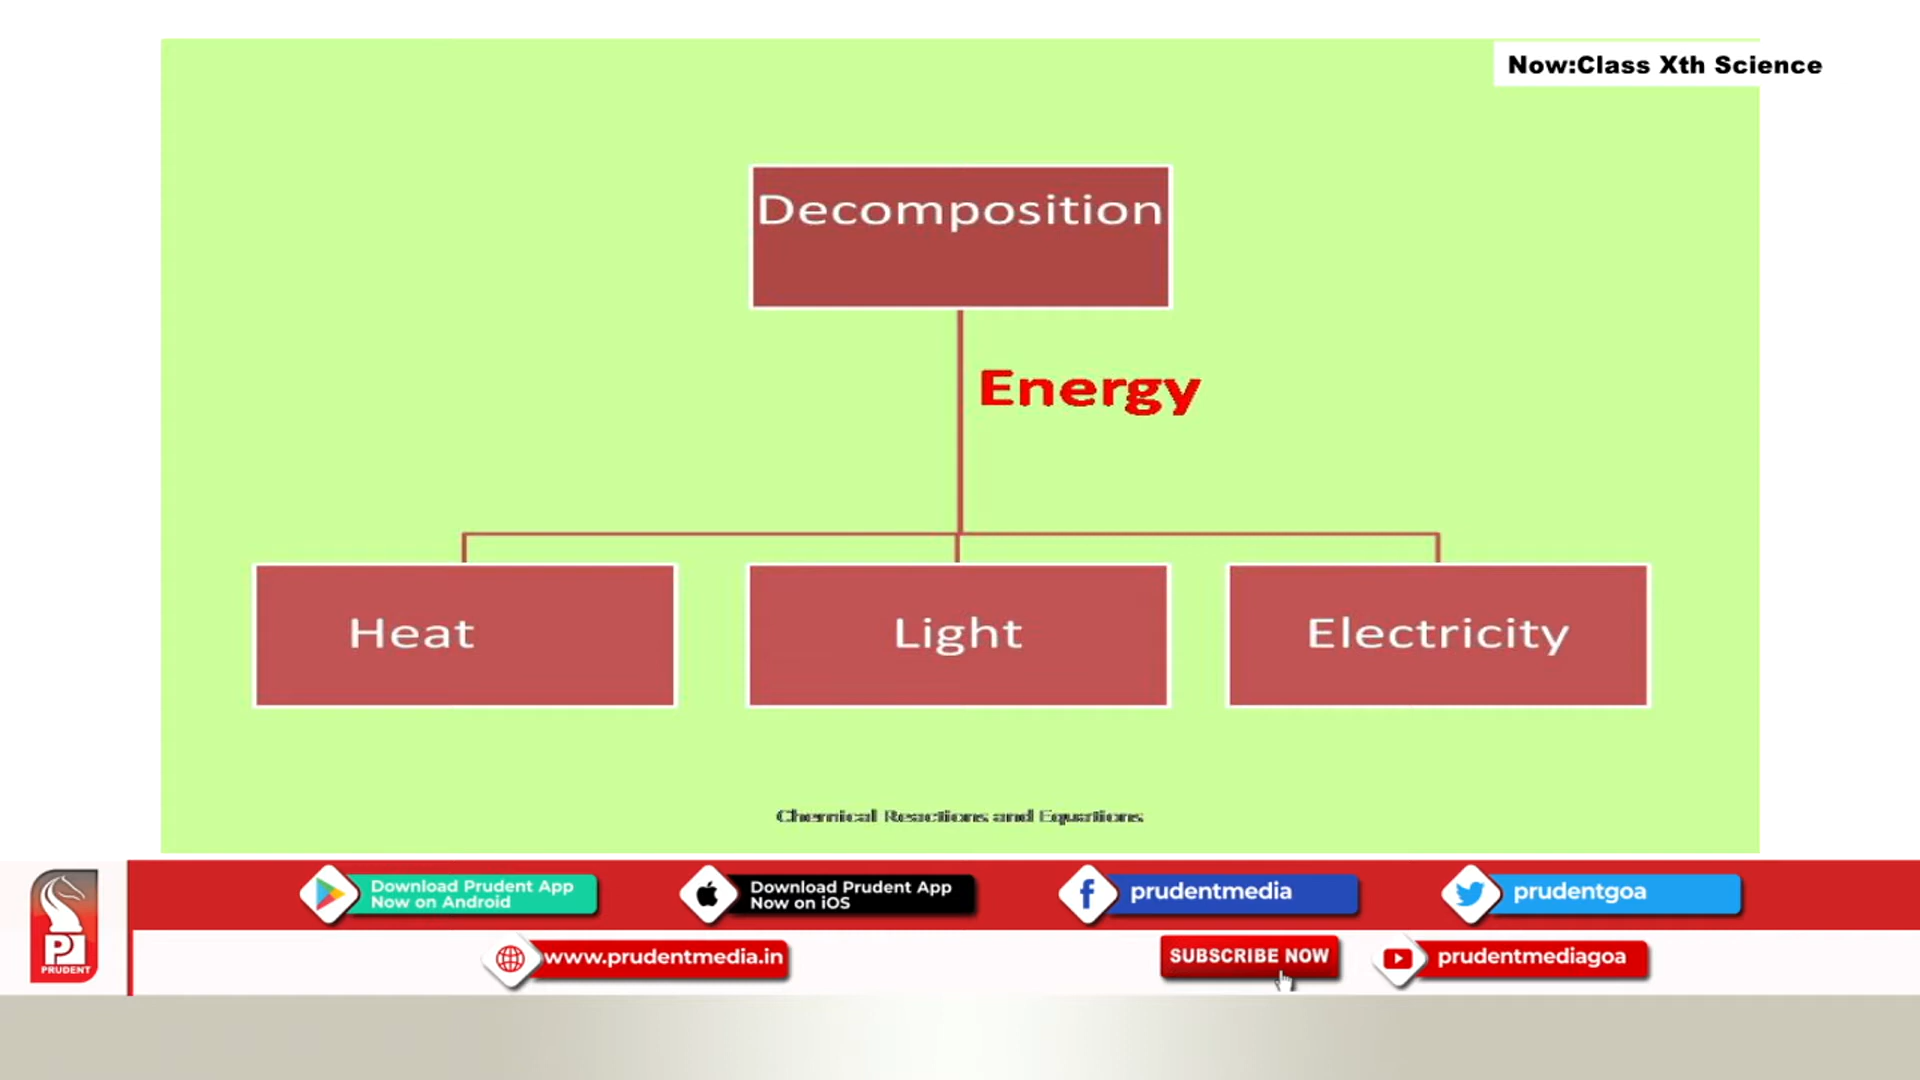 Now:Class Xth Science
Decomposition
Energy
Heat
Light
Electricity
Chemical Reactions and Equations
Download Prudent App
Now on Android
Download Prudent App
Now on iOS
prudentmedia
prudentgoa
PRUDENT
www.prudentmedia.in
SUBSCRIBE NOW
prudentmediagoa